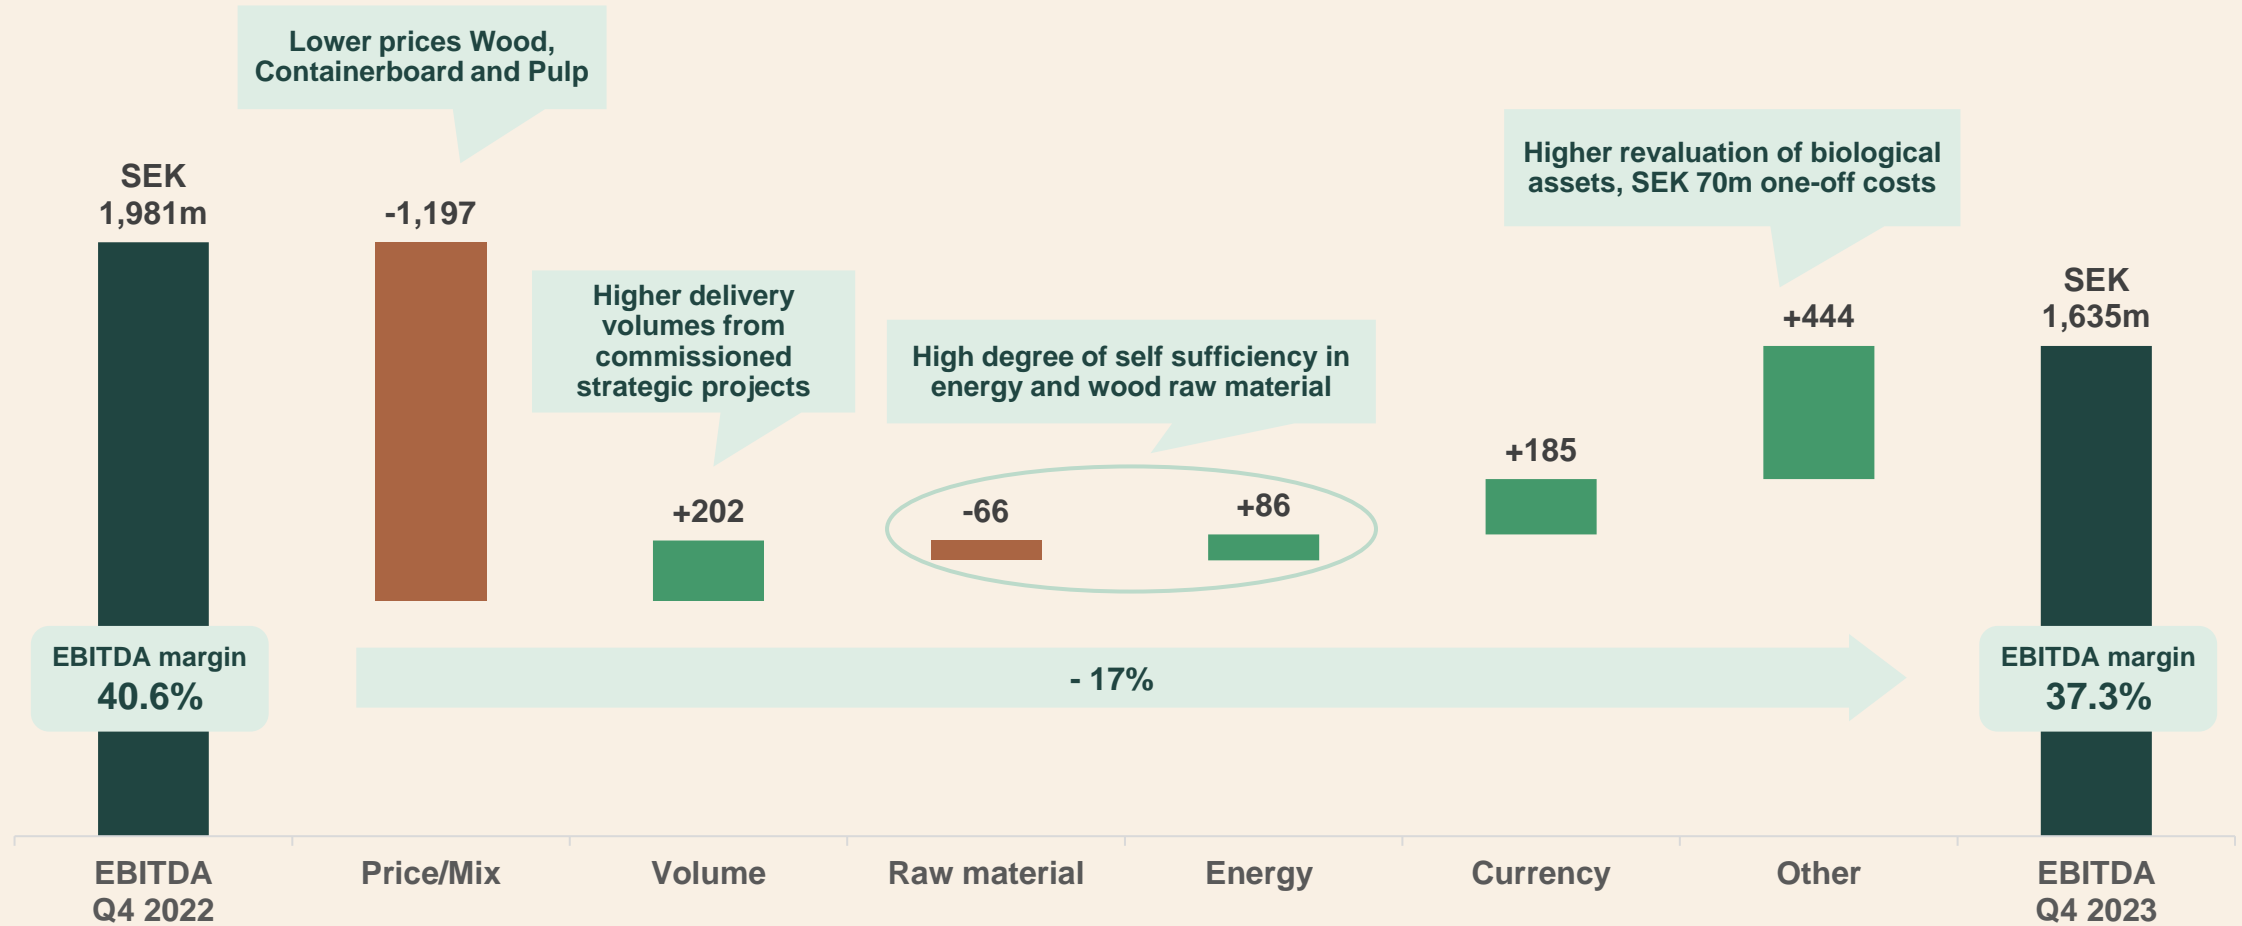 Lower prices Wood,
Containerboard and Pulp
Higher revaluation of biological
assets, SEK 70m one-off costs
SEK
1,981m
-1,197
Higher delivery
volumes from
commissioned
strategic projects
+202
High degree of self sufficiency in
energy and wood raw material
-66
+86
+185
+444
SEK
1,635m
EBITDA margin
40.6%
- 17%
EBITDA margin
37.3%
EBITDA
Q4 2022
Price/Mix
Volume
Raw material
Energy
Currency
Other
EBITDA
Q4 2023